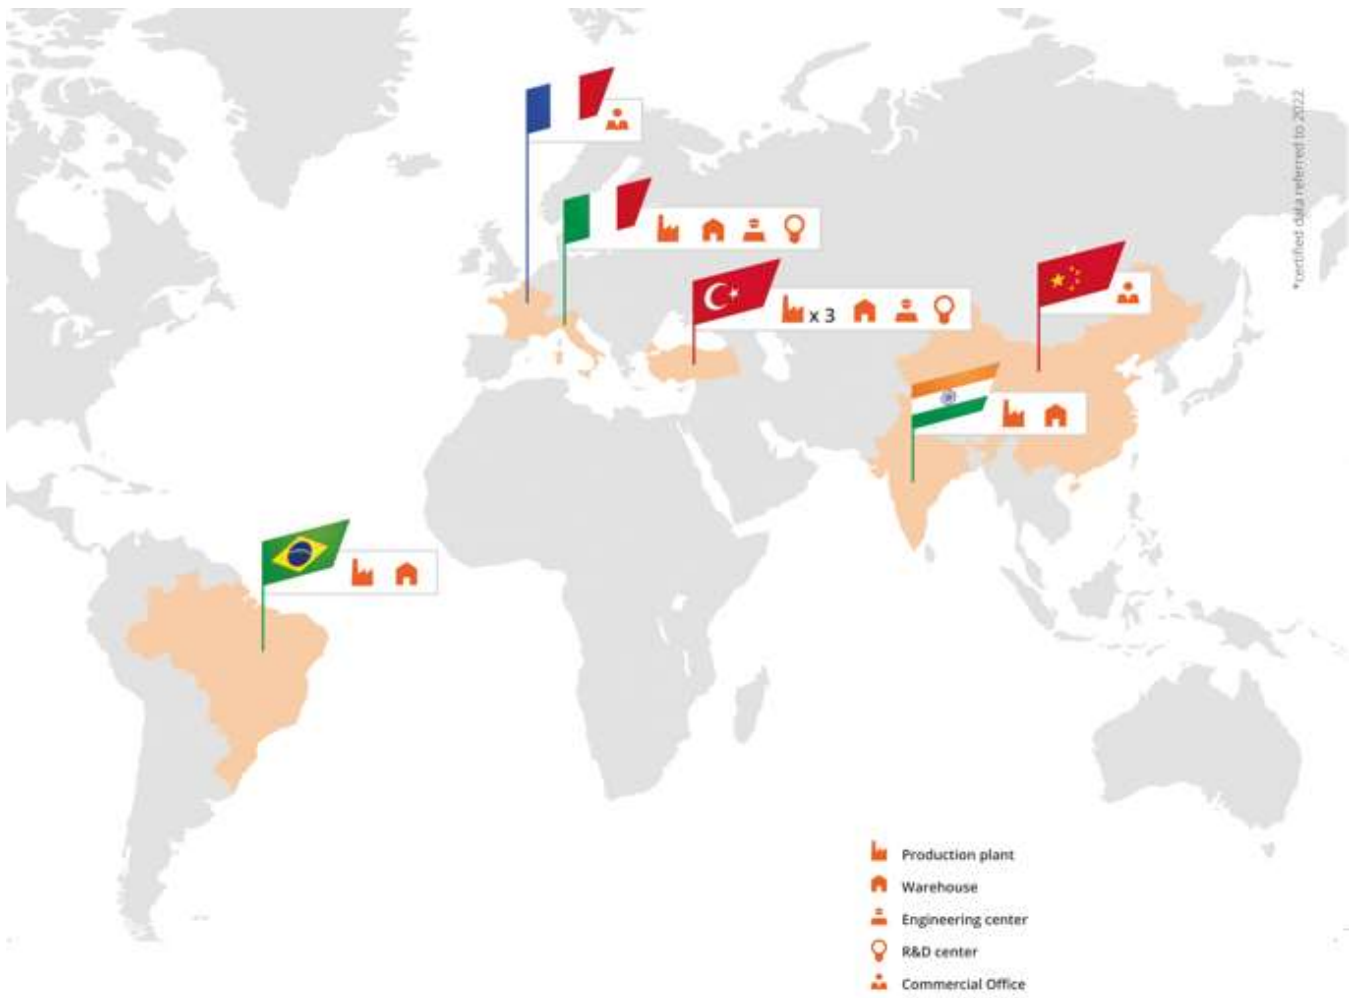 *certified data referred to 2022
x 3
Production plant
Warehouse
Engineering center
R&D center
Commercial Office